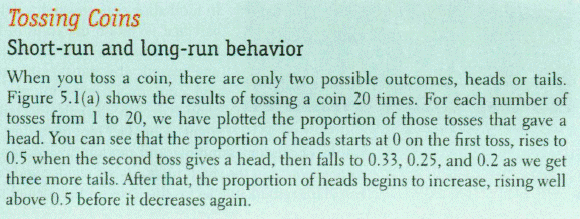 Tossing Coins
Short-run and long-run behavior
When you toss a coin, there are only two possible outcomes, heads or tails.
Figure 5.1(a) shows the results of tossing a coin 20 times. For each number of
tosses from 1 to 20, we have plotted the proportion of those tosses that gave a
head. You can see that the proportion of heads starts at 0 on the first toss, rises to
0.5 when the second toss gives a head, then falls to 0.33, 0.25, and 0.2 as we get
three more tails. After that, the proportion of heads begins to increase, rising well
above 0.5 before it decreases again.